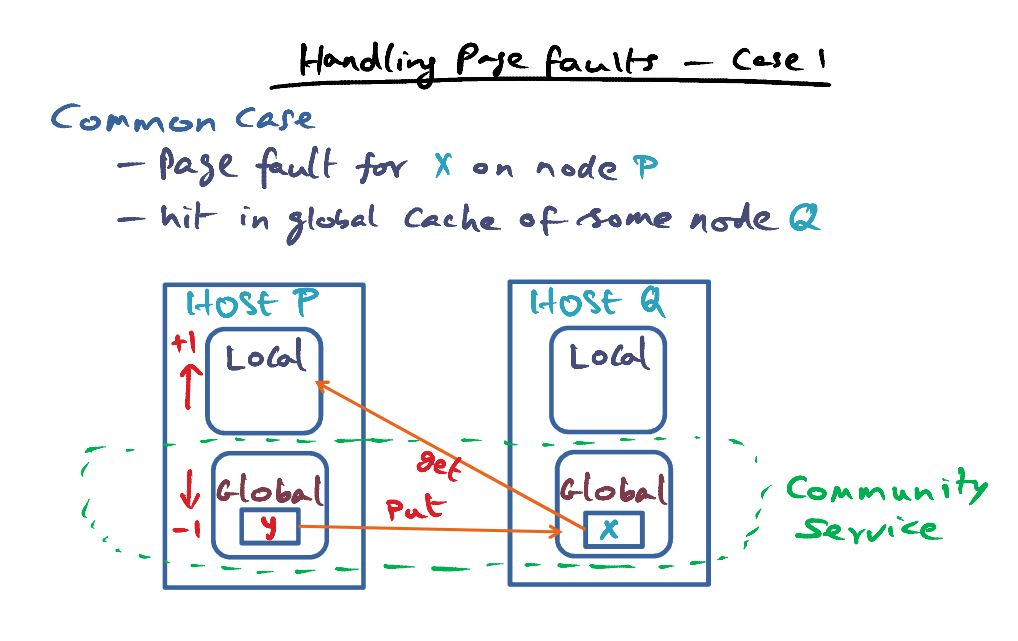 Handling Page faults - Case 1
Common Case
- Page fault for X on node P
- hit in global cache of some node Q
HOST P
HOST Q
+1
Local
Local
get
Global
Global
Community
Service
-1
y
Put
X